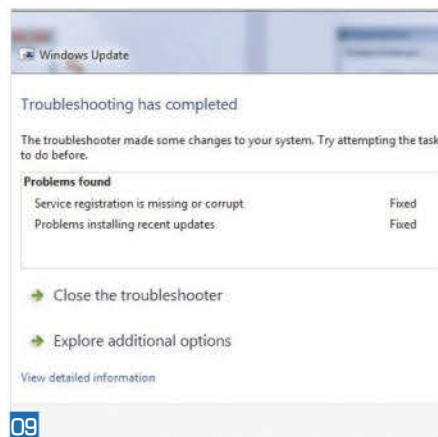 Windows Update
Troubleshooting has completed
The troubleshooter made some changes to your system. Try attempting the task
to do before.
Problems found
Service registration is missing or corrupt Fixed
Problems installing recent updates Fixed
Close the troubleshooter
Explore additional options
View detailed information
09